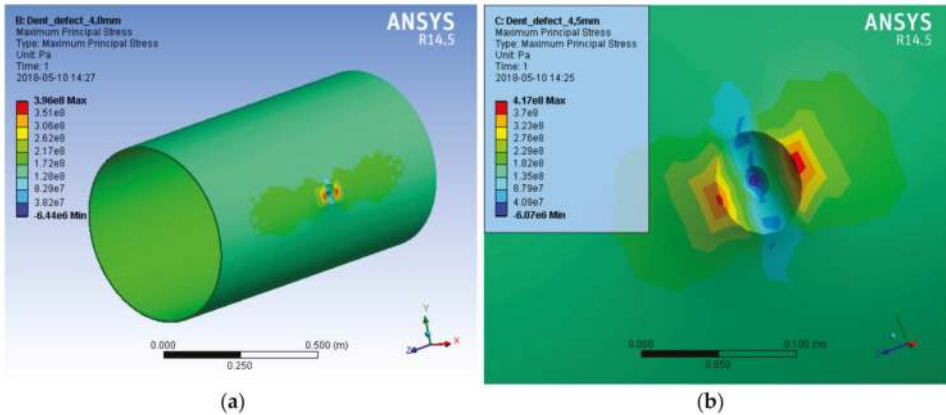 B: Dent_defect_4,0mm
Maximum Principal Stress
Type: Maximum Principal Stress
Unit: Pa
Time: 1
2018-05-10 14:27
3.96e8 Max
3.51e8
3.06e8
2.62e8
2.17e8
1.72e8
1.28e8
8.29e7
3.82e7
-6.44e6 Min
ANSYS
R14.5
Y
X
Z
0.000
0.500 (m)
0.250
(a)
C: Dent_defect_4,5mm
Maximum Principal Stress
Type: Maximum Principal Stress
Unit: Pa
Time: 1
2018-05-10 14:25
4.17e8 Max
3.7e8
3.23e8
2.76e8
2.29e8
1.82e8
1.35e8
8.79e7
4.09e7
-6.07e6 Min
ANSYS
R14.5
0.000
0.100 (m)
0.050
(b)